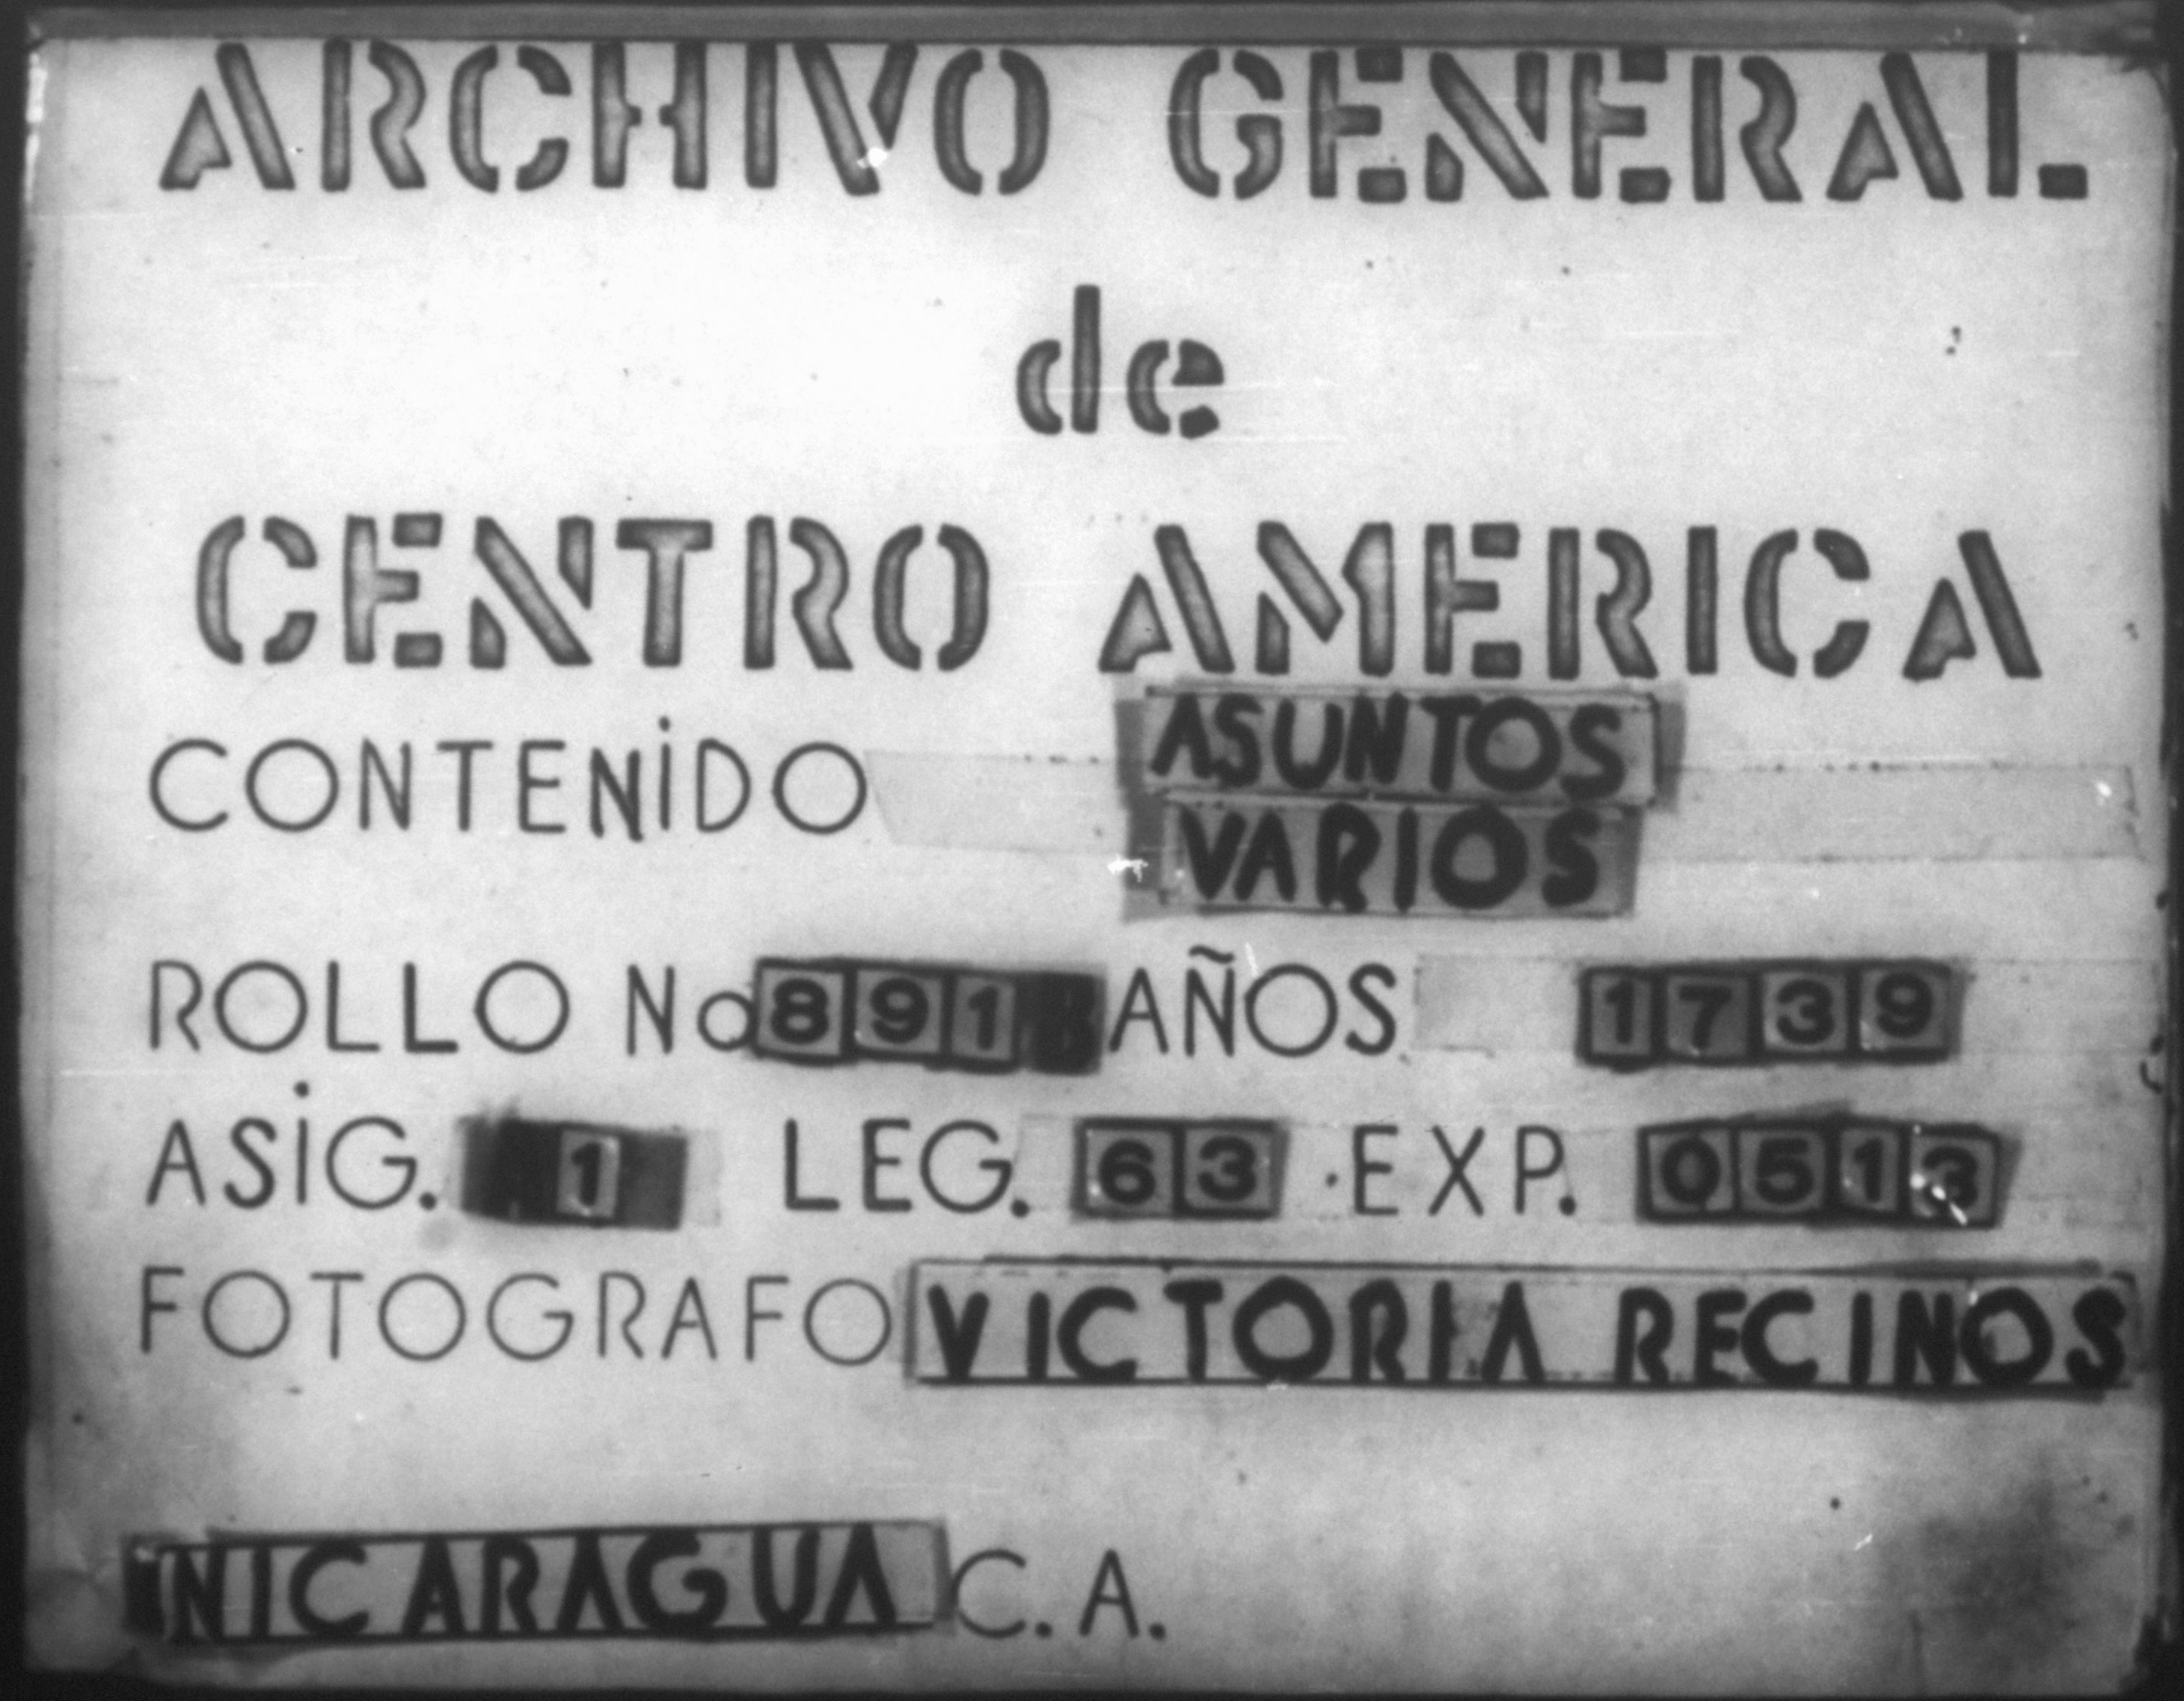 ARCHIVO GENERAL
de
CENTRO AMERICA
CONTENIDO ASUNTOS
VARIOS
ROLLO No 891 AÑOS 1739
ASIG. 1 LEG. 63 EXP. 0513
FOTOGRAFO VICTORIA RECINOS
NICARAGUA C. A.